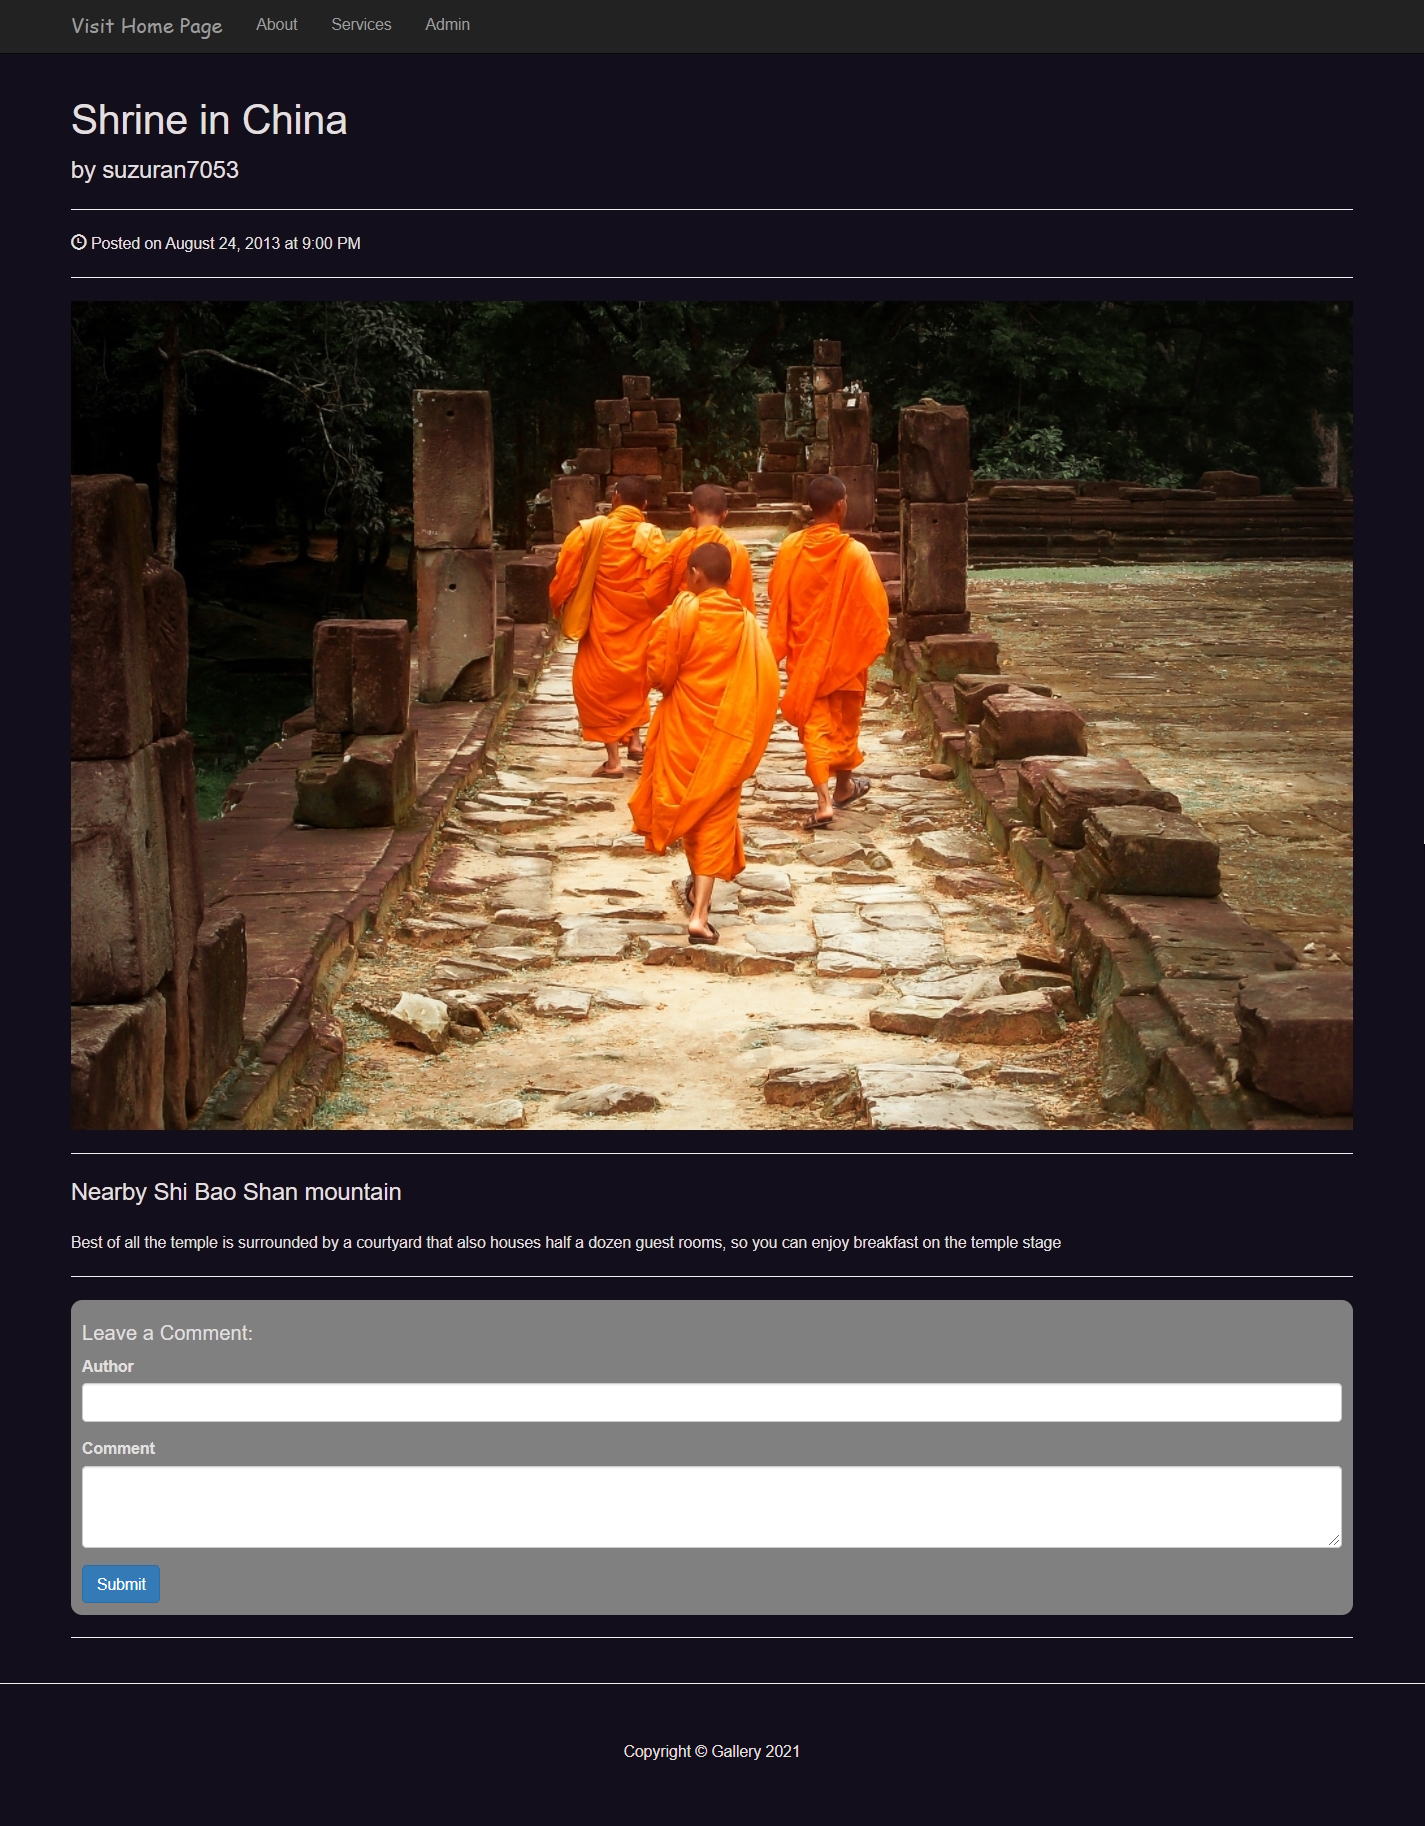 Visit Home Page About Services Admin
Shrine in China
by suzuran7053
Posted on August 24, 2013 at 9:00 PM
Nearby Shi Bao Shan mountain
Best of all the temple is surrounded by a courtyard that also houses half a dozen guest rooms, so you can enjoy breakfast on the temple stage
Leave a Comment:
Author
Comment
Submit
Copyright © Gallery 2021